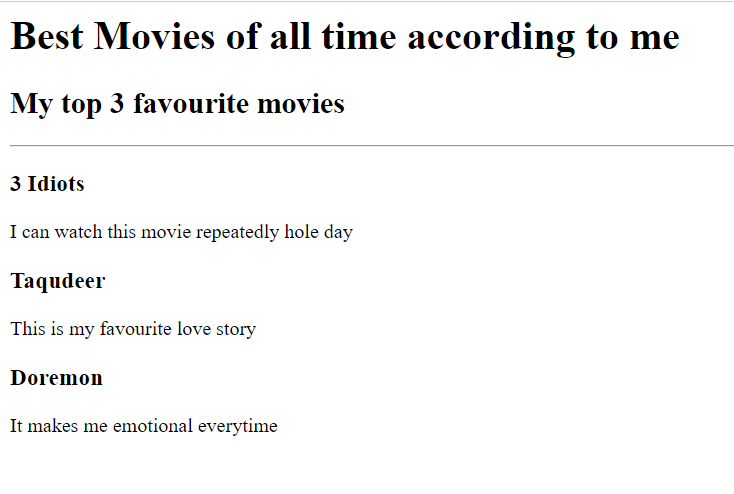 Best Movies of all time according to me
My top 3 favourite movies
3 Idiots
I can watch this movie repeatedly hole day
Taqudeer
This is my favourite love story
Doremon
It makes me emotional everytime